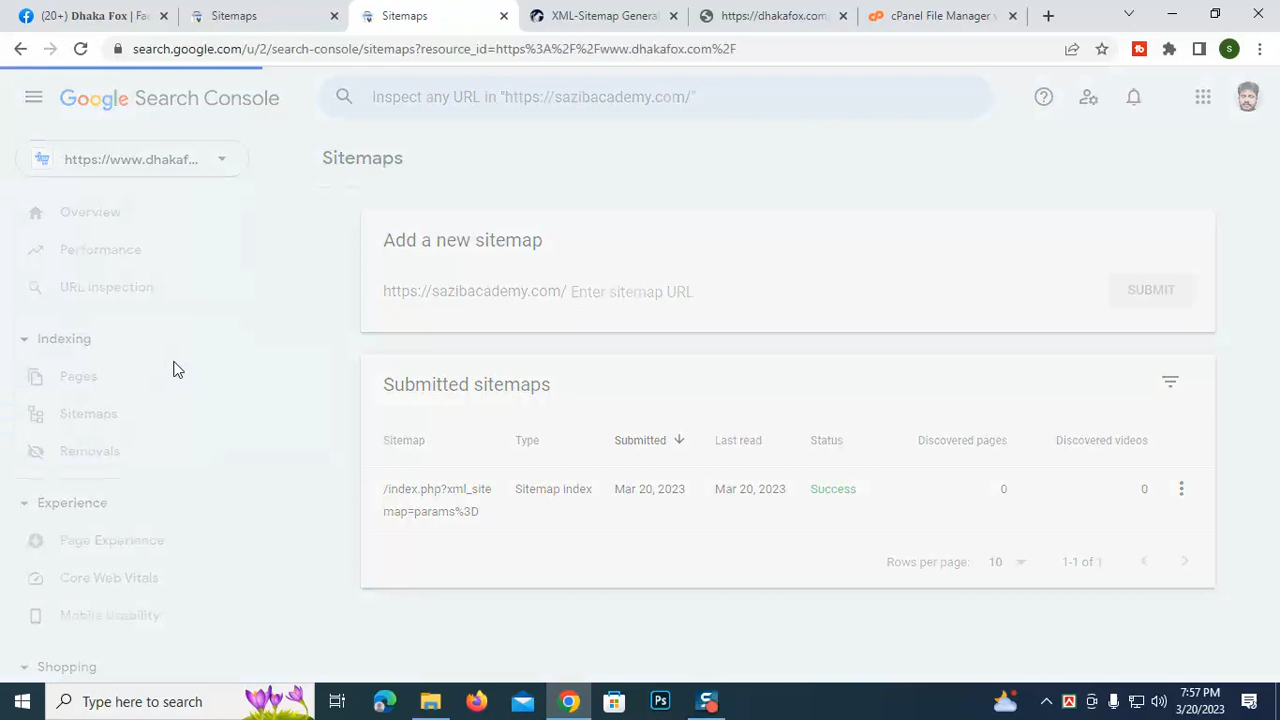 (20+) Dhaka Fox | Fac
Sitemaps
Sitemaps
XML-Sitemap General
https://dhakafox.com
cPanel File Manager v
search.google.com/u/2/search-console/sitemaps?resource_id=https%3A%2F%2Fwww.dhakafox.com%2F
S
Google Search Console
Inspect any URL in "https://sazibacademy.com/"
https://www.dhakaf...
Sitemaps
Overview
Performance
URL inspection
Indexing
Pages
Sitemaps
Removals
Experience
Page Experience
Core Web Vitals
Mobile Usability
Shopping
Add a new sitemap
https://sazibacademy.com/ Enter sitemap URL
SUBMIT
Submitted sitemaps
Sitemap Type Submitted Last read Status Discovered pages Discovered videos
/index.php?xml_site Sitemap index Mar 20, 2023 Mar 20, 2023 Success 0 0
map=params%3D
Rows per page: 10 1-1 of 1
Type here to search
Ps
7:57 PM
3/20/2023